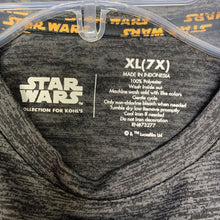 STAR WARS
STAR
WARS
COLLECTION FOR KOHL'S
XL(7X)
MADE IN INDONESIA
100% Polyester
Wash Inside out
Machine wash cold with like colors
Gentle cycle
Only non-chlorine bleach when needed
Tumble dry low Remove promptly
Cool iron if needed
Do not iron decoration
RN#73277
© & ™ Lucasfilm Ltd